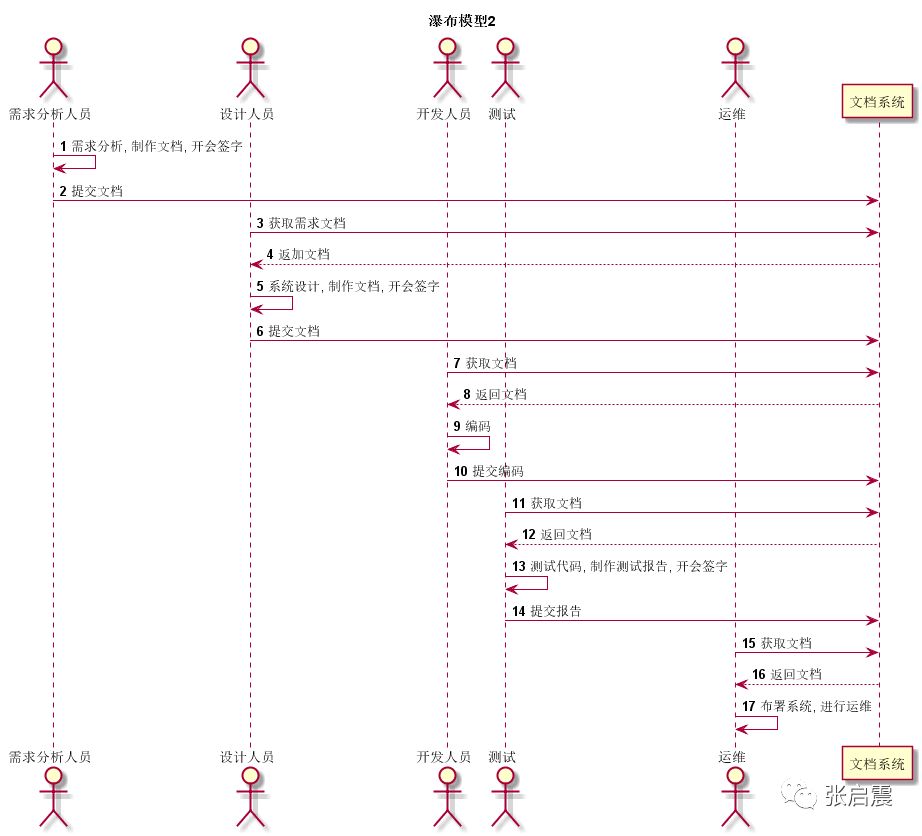 瀑布模型2
需求分析人员 设计人员 开发人员 测试 运维 文档系统
1 需求分析, 制作文档, 开会签字
2 提交文档
3 获取需求文档
4 返加文档
5 系统设计, 制作文档, 开会签字
6 提交文档
7 获取文档
8 返回文档
9 编码
10 提交编码
11 获取文档
12 返回文档
13 测试代码, 制作测试报告, 开会签字
14 提交报告
15 获取文档
16 返回文档
17 布署系统, 进行运维
需求分析人员 设计人员 开发人员 测试 运维 文档系统
张启震